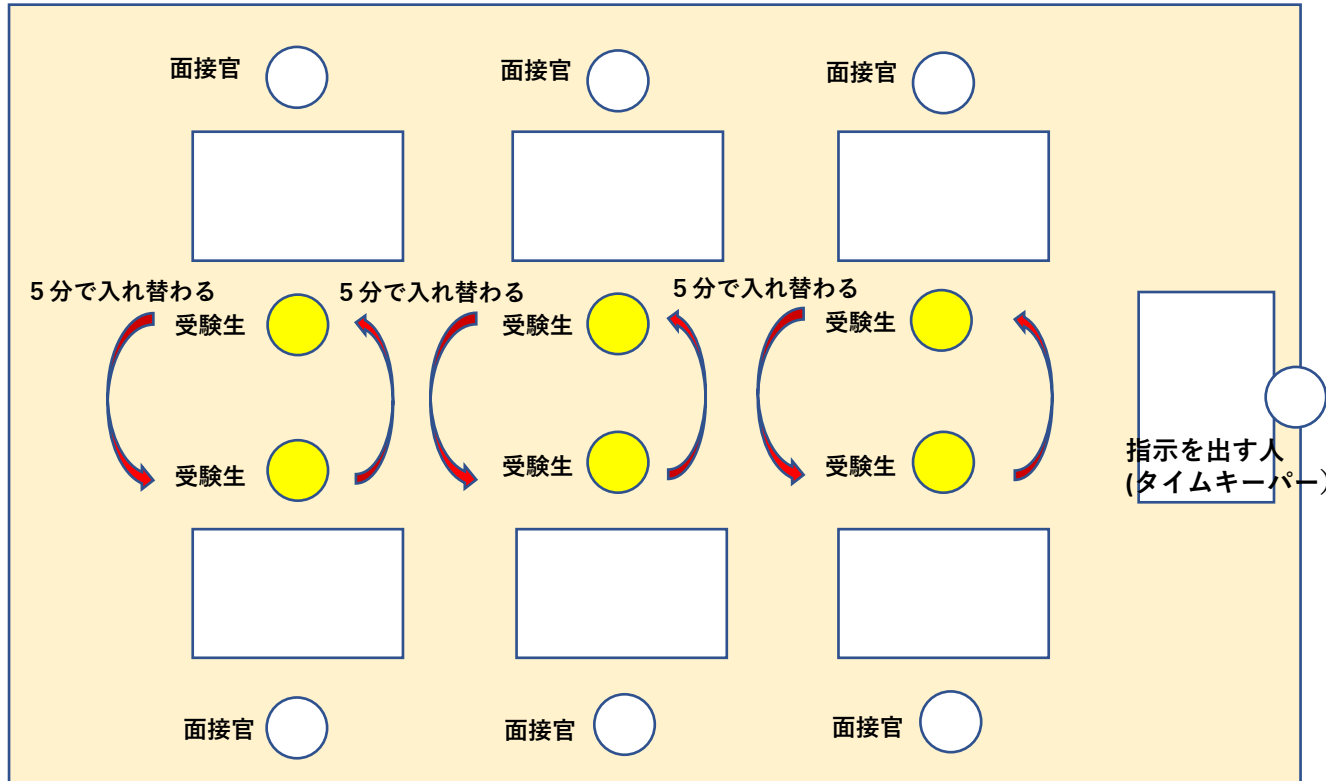 面接官
面接官
面接官
５分で入れ替わる
５分で入れ替わる
５分で入れ替わる
受験生
受験生
受験生
受験生
受験生
受験生
指示を出す人
(タイムキーパー）
面接官
面接官
面接官